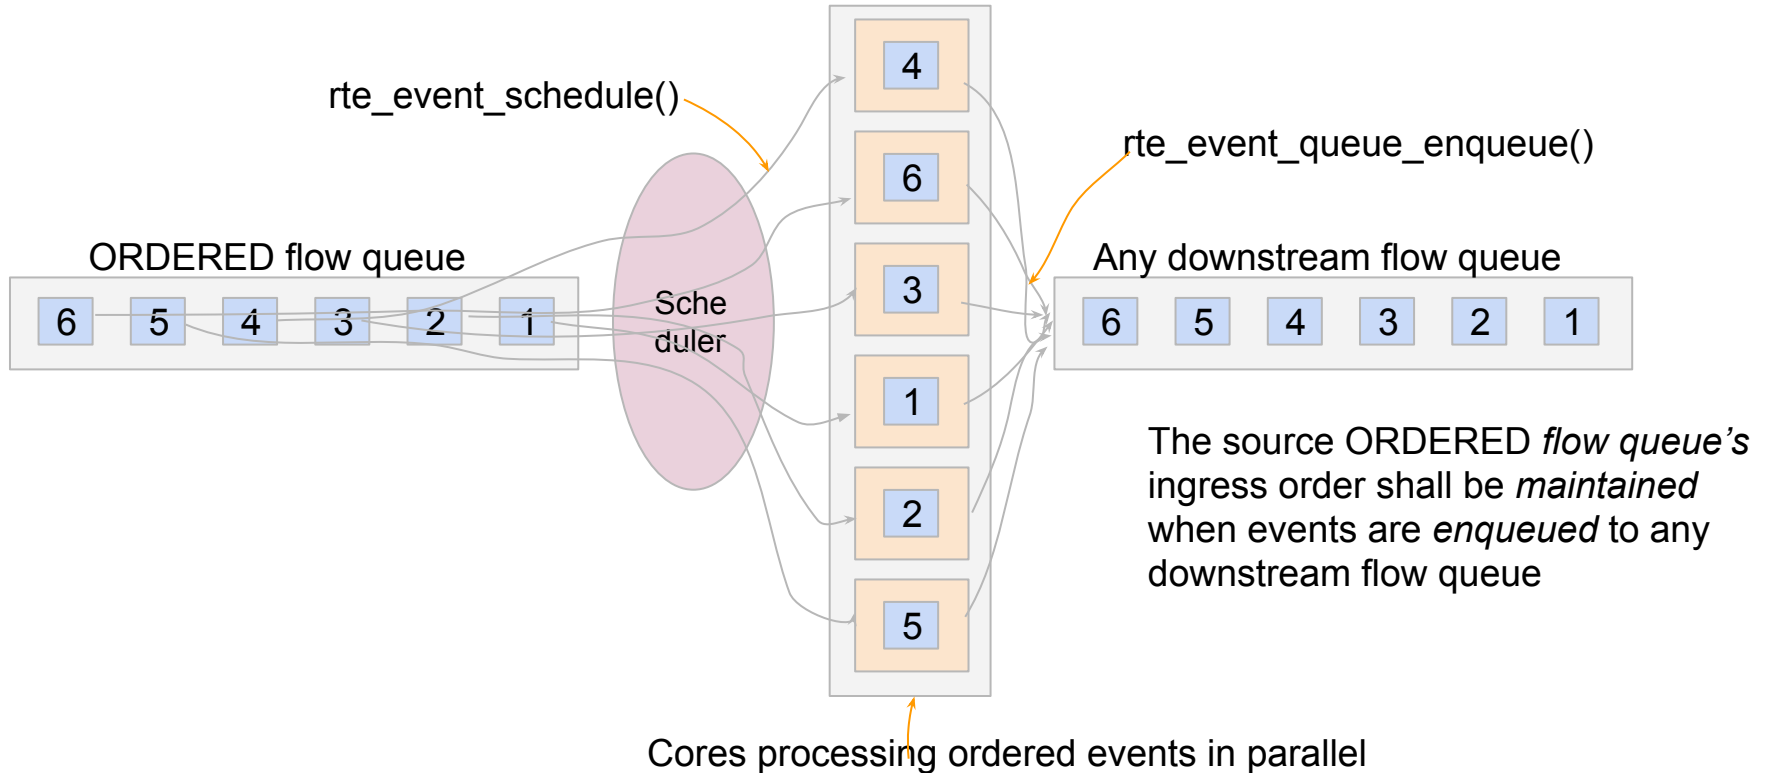 4
rte_event_schedule()
rte_event_queue_enqueue()
6
ORDERED flow queue
Any downstream flow queue
3
6 5 4 3 2 1
Sche
duler
6 5 4 3 2 1
1
The source ORDERED flow queue’s
ingress order shall be maintained
when events are enqueued to any
downstream flow queue
2
5
Cores processing ordered events in parallel